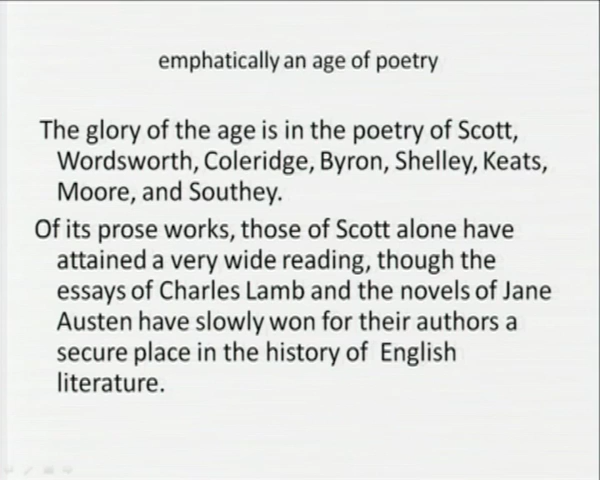 emphatically an age of poetry
The glory of the age is in the poetry of Scott,
Wordsworth, Coleridge, Byron, Shelley, Keats,
Moore, and Southey.
Of its prose works, those of Scott alone have
attained a very wide reading, though the
essays of Charles Lamb and the novels of Jane
Austen have slowly won for their authors a
secure place in the history of  English
literature.